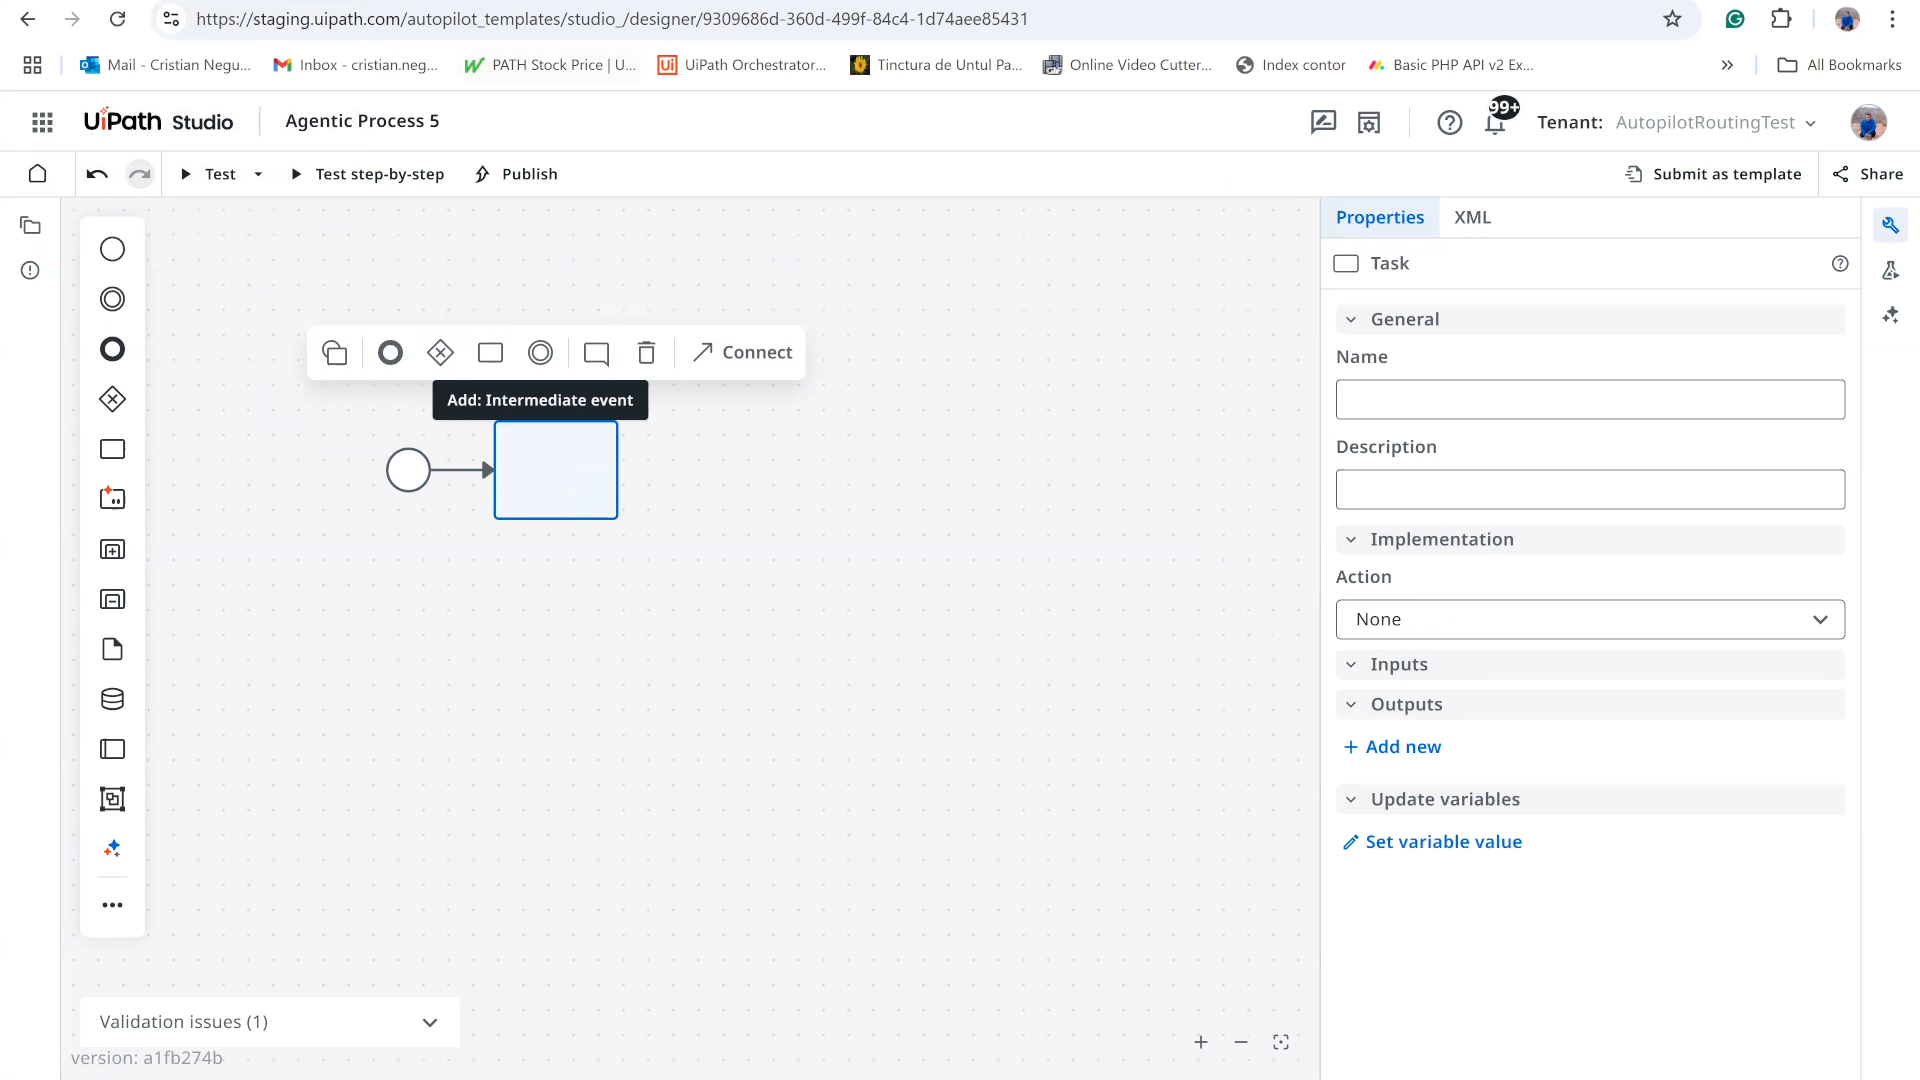 https://staging.uipath.com/autopilot_templates/studio_/designer/9309686d-360d-499f-84c4-1d74aee85431
Mail - Cristian Negu...
Inbox - cristian.neg...
PATH Stock Price | U...
UiPath Orchestrator...
Tinctura de Untul Pa...
Online Video Cutter...
Index contor
Basic PHP API v2 Ex...
All Bookmarks
UiPath Studio
Agentic Process 5
99+
Tenant: AutopilotRoutingTest
Test
Test step-by-step
Publish
Submit as template
Share
Properties
XML
Task
General
Name
Description
Implementation
Action
None
Inputs
Outputs
+ Add new
Update variables
Set variable value
Connect
Add: Intermediate event
Validation issues (1)
version: a1fb274b